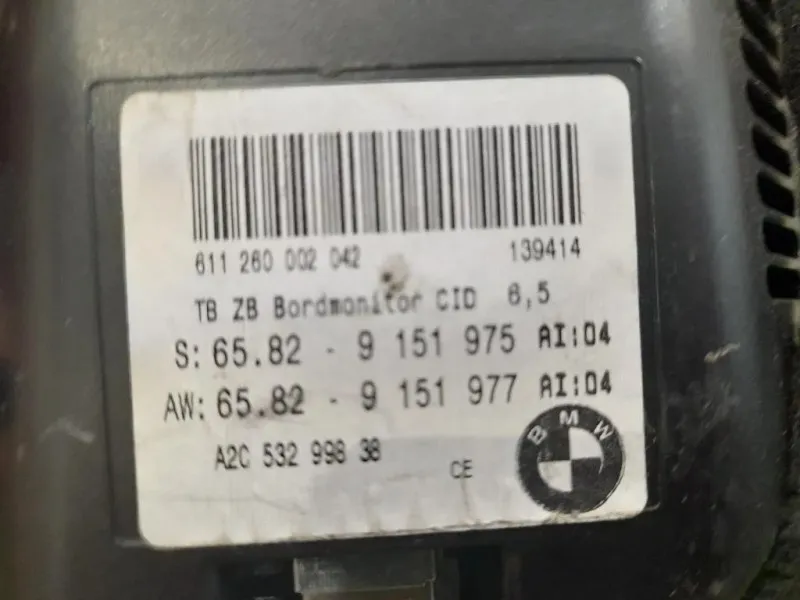 611 260 002 042 139414
TB ZB Bordmonitor CID 6,5
S: 65.82 - 9 151 975 AI:04
AW: 65.82 - 9 151 977 AI:04
A2C 532 998 38
CE
BMW